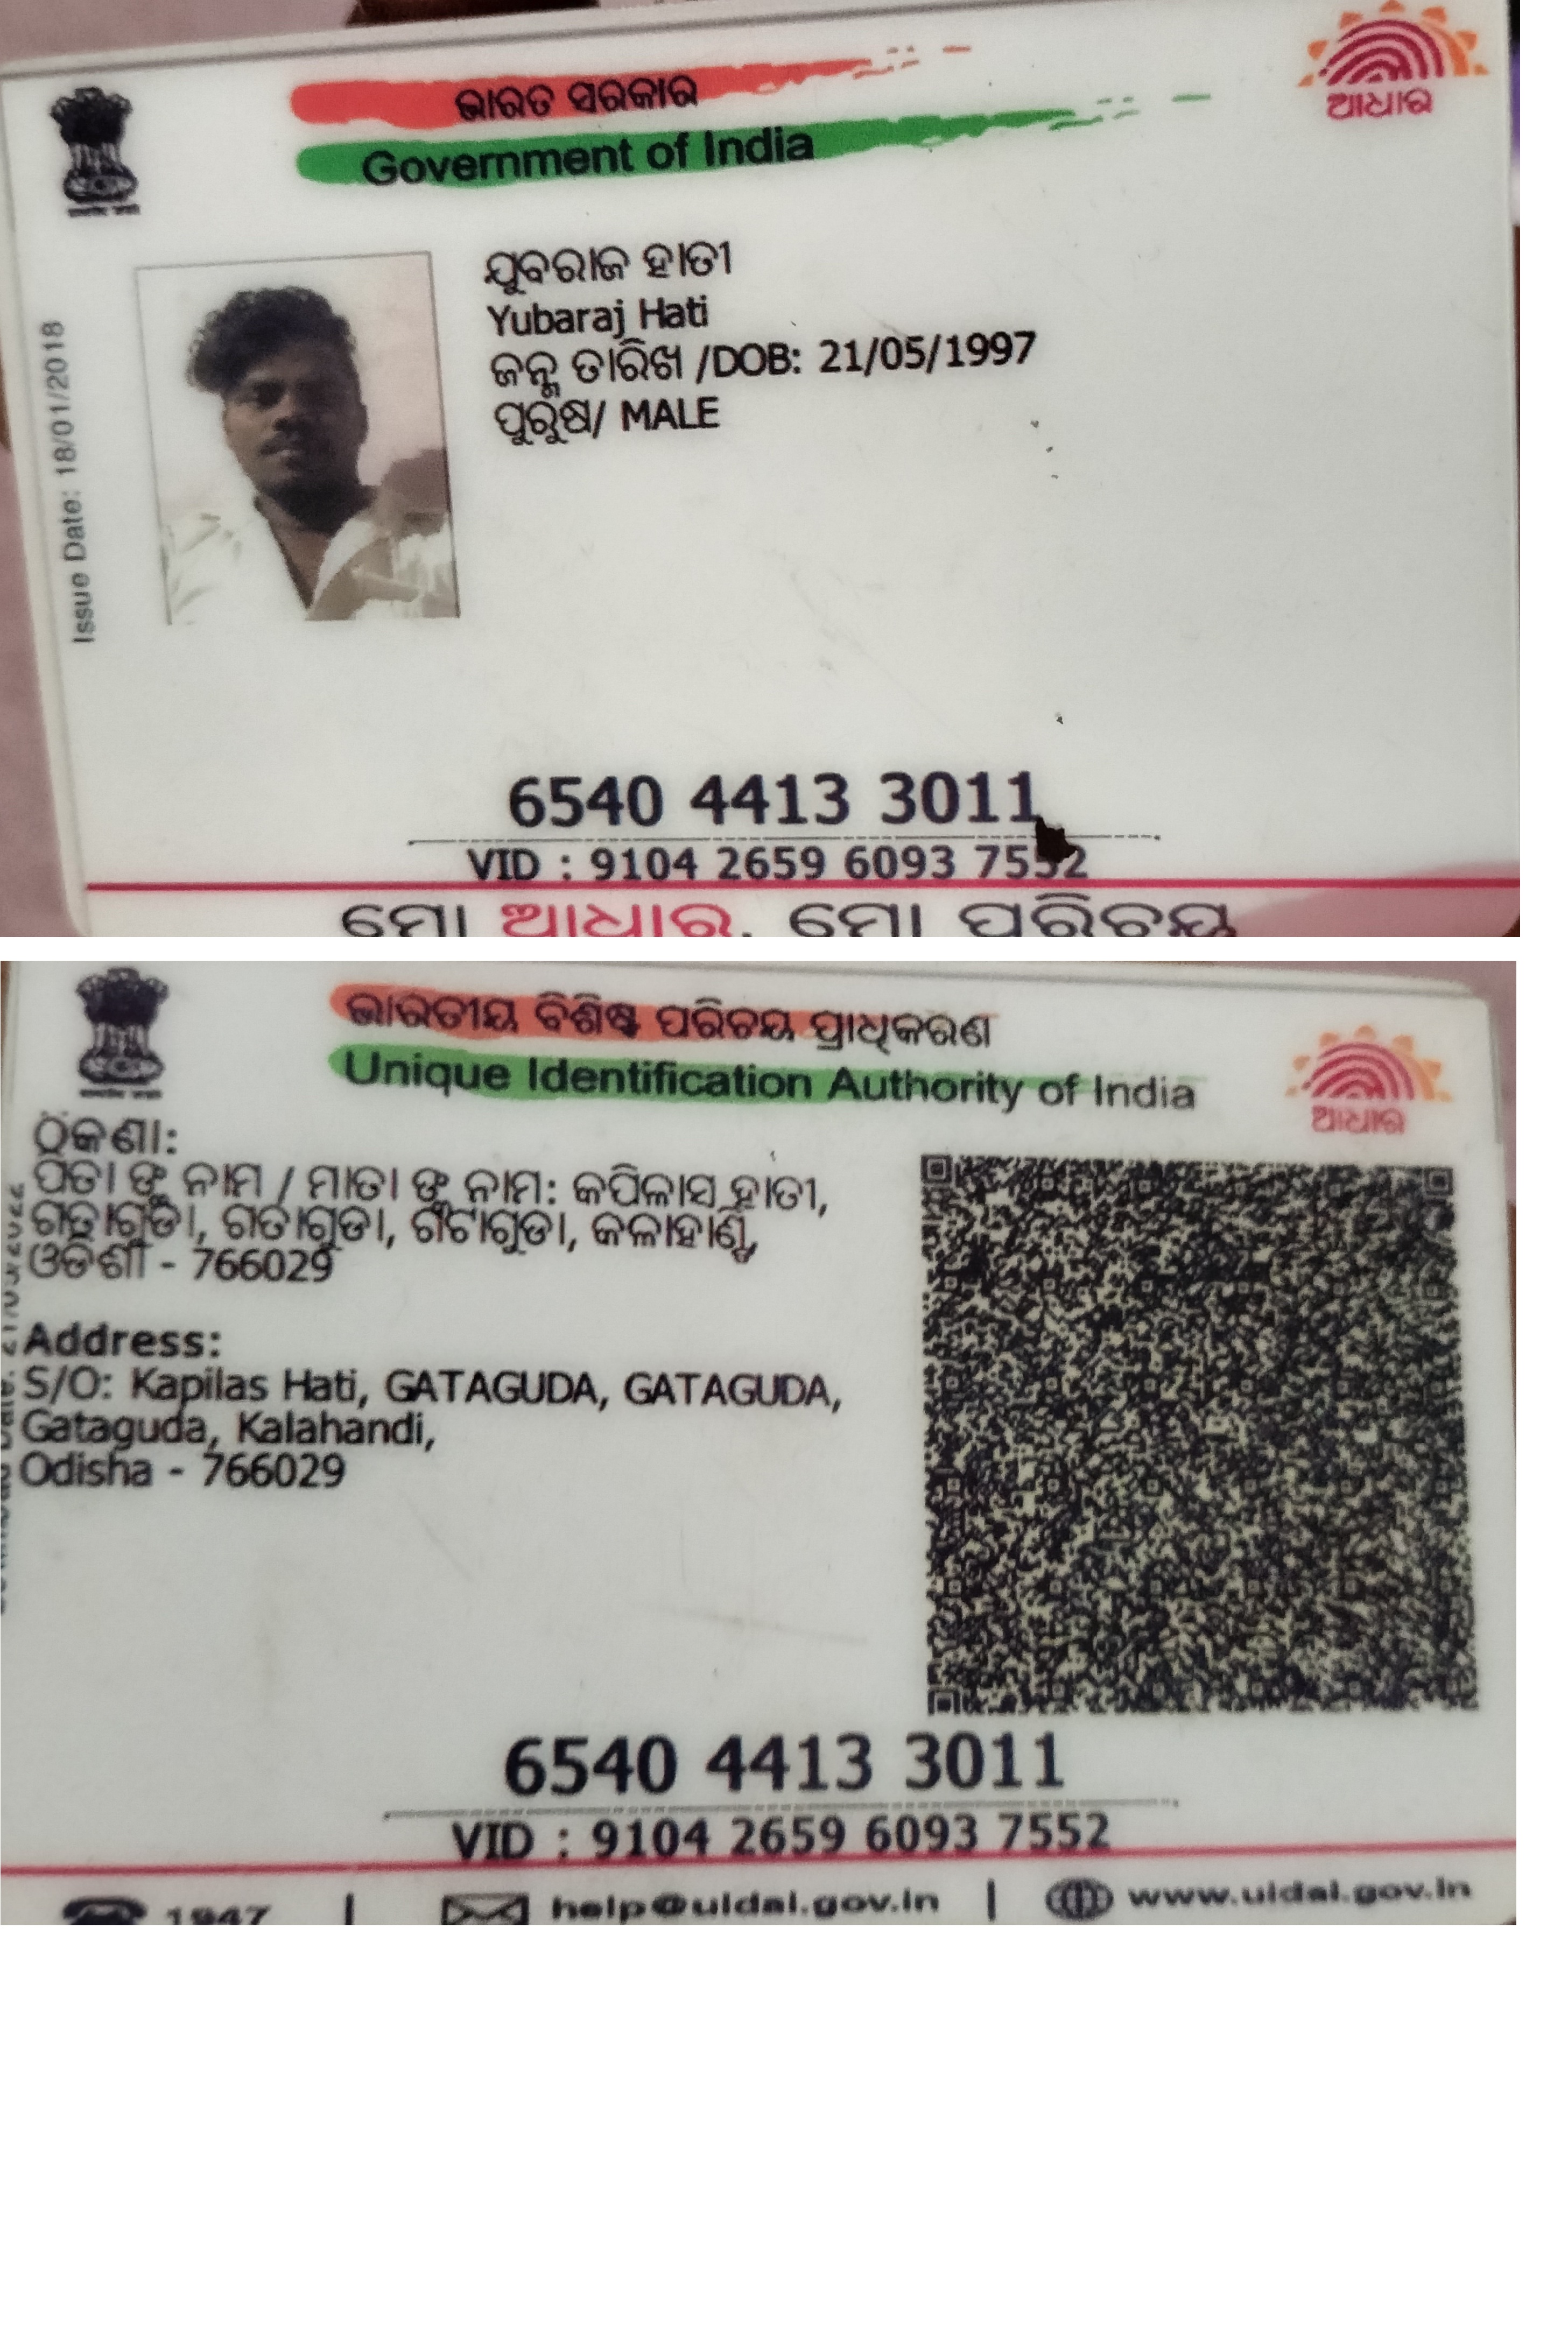 ଭାରତ ସରକାର
Government of India
ଆଧାର
Issue Date: 18/01/2018
ଯୁବରାଜ ହାତୀ
Yubaraj Hati
ଜନ୍ମ ତାରିଖ /DOB: 21/05/1997
ପୁରୁଷ/ MALE
6540 4413 3011
VID : 9104 2659 6093 7552
ମୋ ଆଧାର, ମୋ ପରିଚୟ
ଭାରତୀୟ ବିଶିଷ୍ଟ ପରିଚୟ ପ୍ରାଧିକରଣ
Unique Identification Authority of India
ଆଧାର
ଠିକଣା:
ପିତା ଙ୍କ ନାମ / ମାତା ଙ୍କ ନାମ: କପିଳାସ ହାତୀ,
ଗତାଗୁଡା, ଗତାଗୁଡା, ଗଟାଗୁଡା, କଳାହାଣ୍ଡି,
ଓଡିଶା - 766029
Address:
S/O: Kapilas Hati, GATAGUDA, GATAGUDA,
Gataguda, Kalahandi,
Odisha - 766029
6540 4413 3011
VID : 9104 2659 6093 7552
1947 | help@uidai.gov.in | www.uidai.gov.in